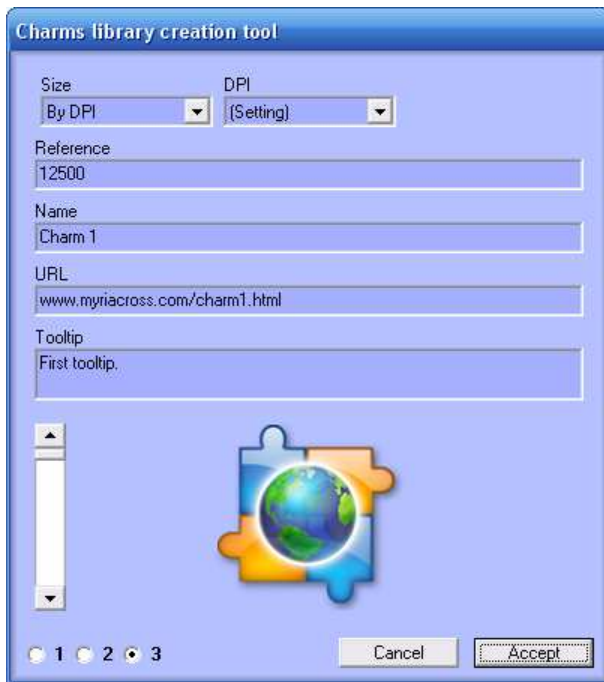 Charms library creation tool
Size DPI
By DPI (Setting)
Reference
12500
Name
Charm 1
URL
www.myriacross.com/charm1.html
Tooltip
First tooltip.
1 2 3 Cancel Accept